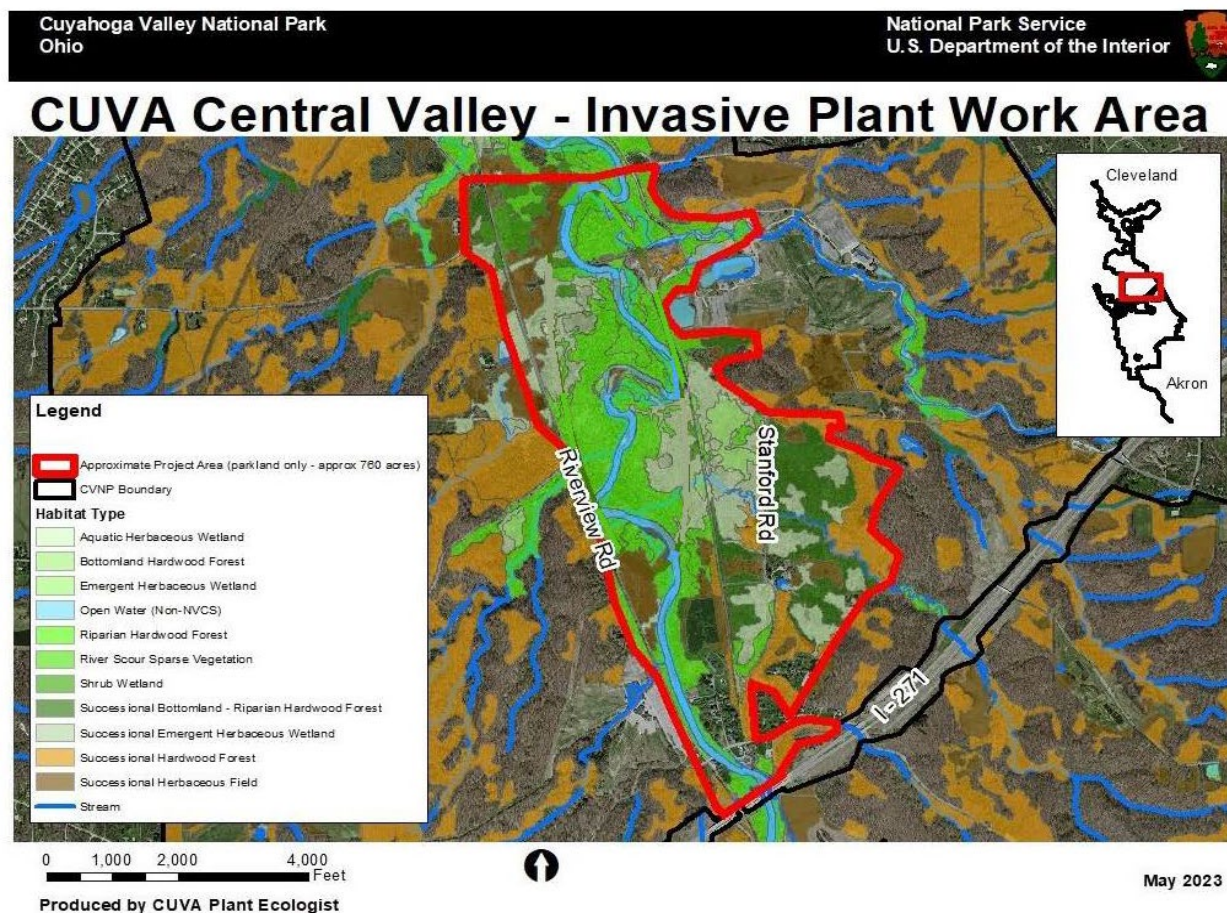 Cuyahoga Valley National Park
Ohio
National Park Service
U.S. Department of the Interior
CUVA Central Valley - Invasive Plant Work Area
Cleveland
Akron
Legend
Approximate Project Area (parkland only - approx 760 acres)
CVNP Boundary
Habitat Type
Aquatic Herbaceous Wetland
Bottomland Hardwood Forest
Emergent Herbaceous Wetland
Open Water (Non-NVCS)
Riparian Hardwood Forest
River Scour Sparse Vegetation
Shrub Wetland
Successional Bottomland - Riparian Hardwood Forest
Successional Emergent Herbaceous Wetland
Successional Hardwood Forest
Successional Herbaceous Field
Stream
Riverview Rd
Stanford Rd
I-271
0 1,000 2,000 4,000
Feet
Produced by CUVA Plant Ecologist
May 2023